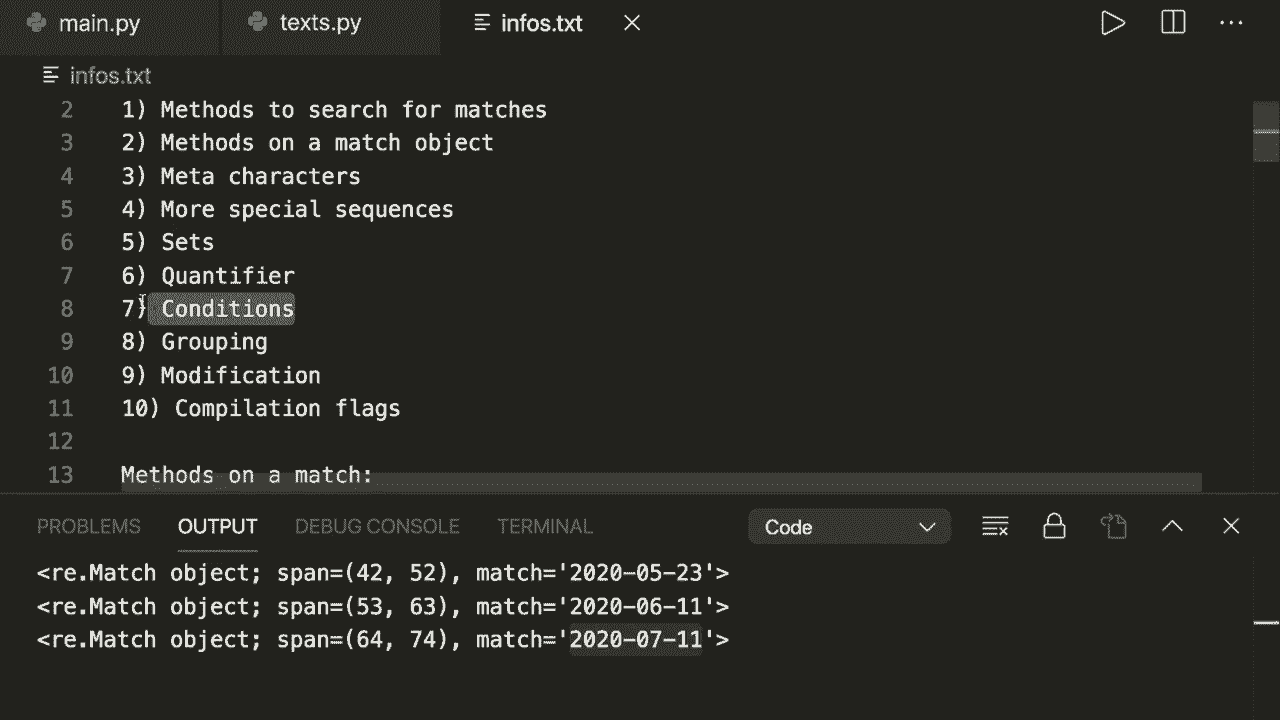 main.py texts.py infos.txt
infos.txt
2 1) Methods to search for matches
3 2) Methods on a match object
4 3) Meta characters
5 4) More special sequences
6 5) Sets
7 6) Quantifier
8 7) Conditions
9 8) Grouping
10 9) Modification
11 10) Compilation flags
12
13 Methods on a match:
PROBLEMS OUTPUT DEBUG CONSOLE TERMINAL Code
<re.Match object; span=(42, 52), match='2020-05-23'>
<re.Match object; span=(53, 63), match='2020-06-11'>
<re.Match object; span=(64, 74), match='2020-07-11'>